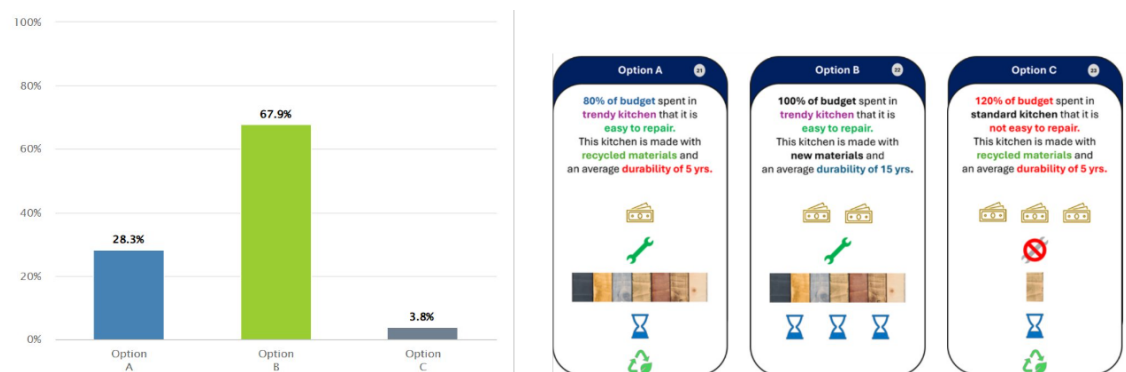 100%
80%
60%
40%
20%
0%
28.3%
67.9%
3.8%
Option
A
Option
B
Option
C
Option A 21
80% of budget spent in
trendy kitchen that it is
easy to repair.
This kitchen is made with
recycled materials and
an average durability of 5 yrs.
Option B 22
100% of budget spent in
trendy kitchen that it is
easy to repair.
This kitchen is made with
new materials and
an average durability of 15 yrs.
Option C 23
120% of budget spent in
standard kitchen that it is
not easy to repair.
This kitchen is made with
recycled materials and
an average durability of 5 yrs.